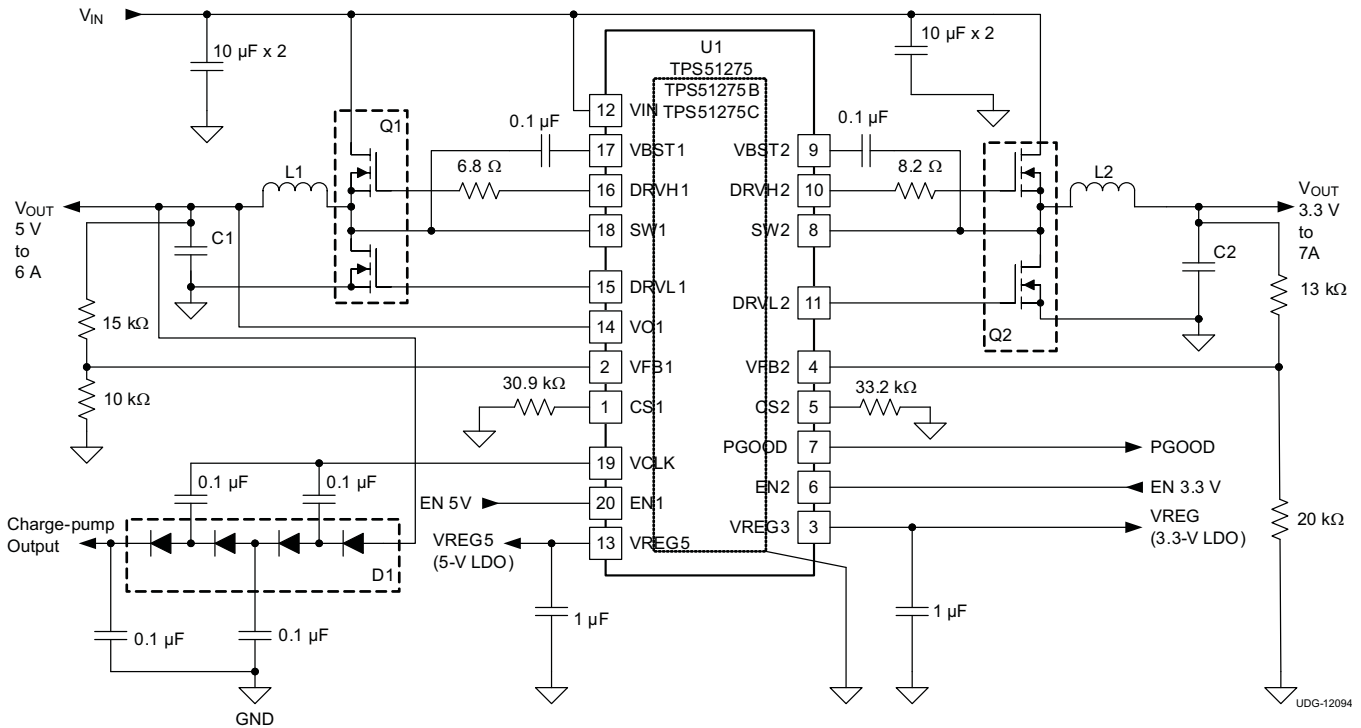 VIN
10 µF x 2
10 µF x 2
U1
TPS51275
TPS51275B
TPS51275C
12 VIN
Q1
0.1 µF
17 VBST1
6.8 Ω
16 DRVH1
L1
18 SW1
VOUT
5 V
to
6 A
C1
15 DRVL1
15 kΩ
14 VO1
2 VFB1
10 kΩ
30.9 kΩ
1 CS1
19 VCLK
0.1 µF
0.1 µF
EN 5V
20 EN1
Charge-pump
Output
VREG5
(5-V LDO)
13 VREG5
D1
0.1 µF
0.1 µF
1 µF
GND
0.1 µF
VBST2 9
8.2 Ω
DRVH2 10
L2
SW2 8
VOUT
3.3 V
to
7A
C2
DRVL2 11
13 kΩ
Q2
VFB2 4
33.2 kΩ
CS2 5
PGOOD 7
PGOOD
EN2 6
EN 3.3 V
VREG3 3
VREG
(3.3-V LDO)
20 kΩ
1 µF
UDG-12094